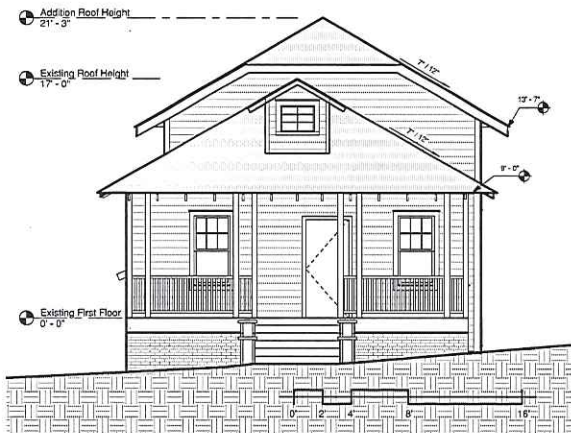 Addition Roof Height
21' - 3"
Existing Roof Height
17' - 0"
7' / 12"
13' - 7"
7' / 12"
9' - 0"
Existing First Floor
0' - 0"
0' 2' 4' 8' 16'